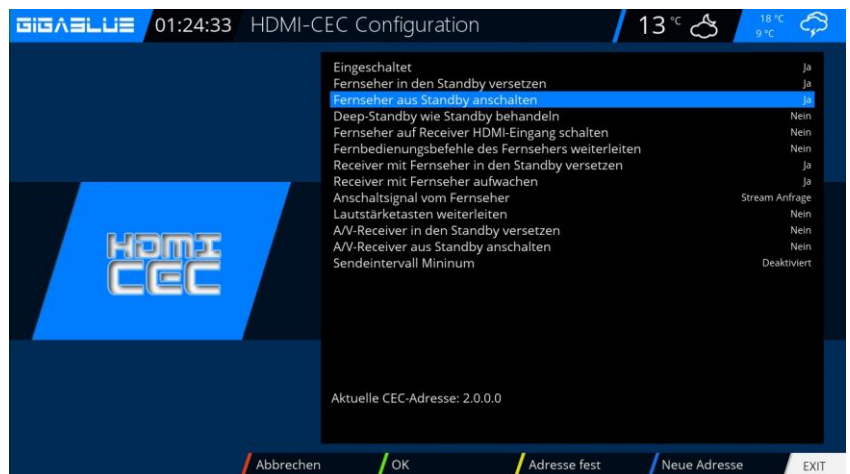 GIGABLUE 01:24:33 HDMI-CEC Configuration 13 °C 18 °C
9 °C
Eingeschaltet Ja
Fernseher in den Standby versetzen Ja
Fernseher aus Standby anschalten Ja
Deep-Standby wie Standby behandeln Nein
Fernseher auf Receiver HDMI-Eingang schalten Nein
Fernbedienungsbefehle des Fernsehers weiterleiten Nein
Receiver mit Fernseher in den Standby versetzen Ja
Receiver mit Fernseher aufwachen Ja
Anschaltsignal vom Fernseher Stream Anfrage
Lautstärketasten weiterleiten Nein
A/V-Receiver in den Standby versetzen Nein
A/V-Receiver aus Standby anschalten Nein
Sendeintervall Mininum Deaktiviert
HDMI
CEC
Aktuelle CEC-Adresse: 2.0.0.0
Abbrechen OK Adresse fest Neue Adresse EXIT